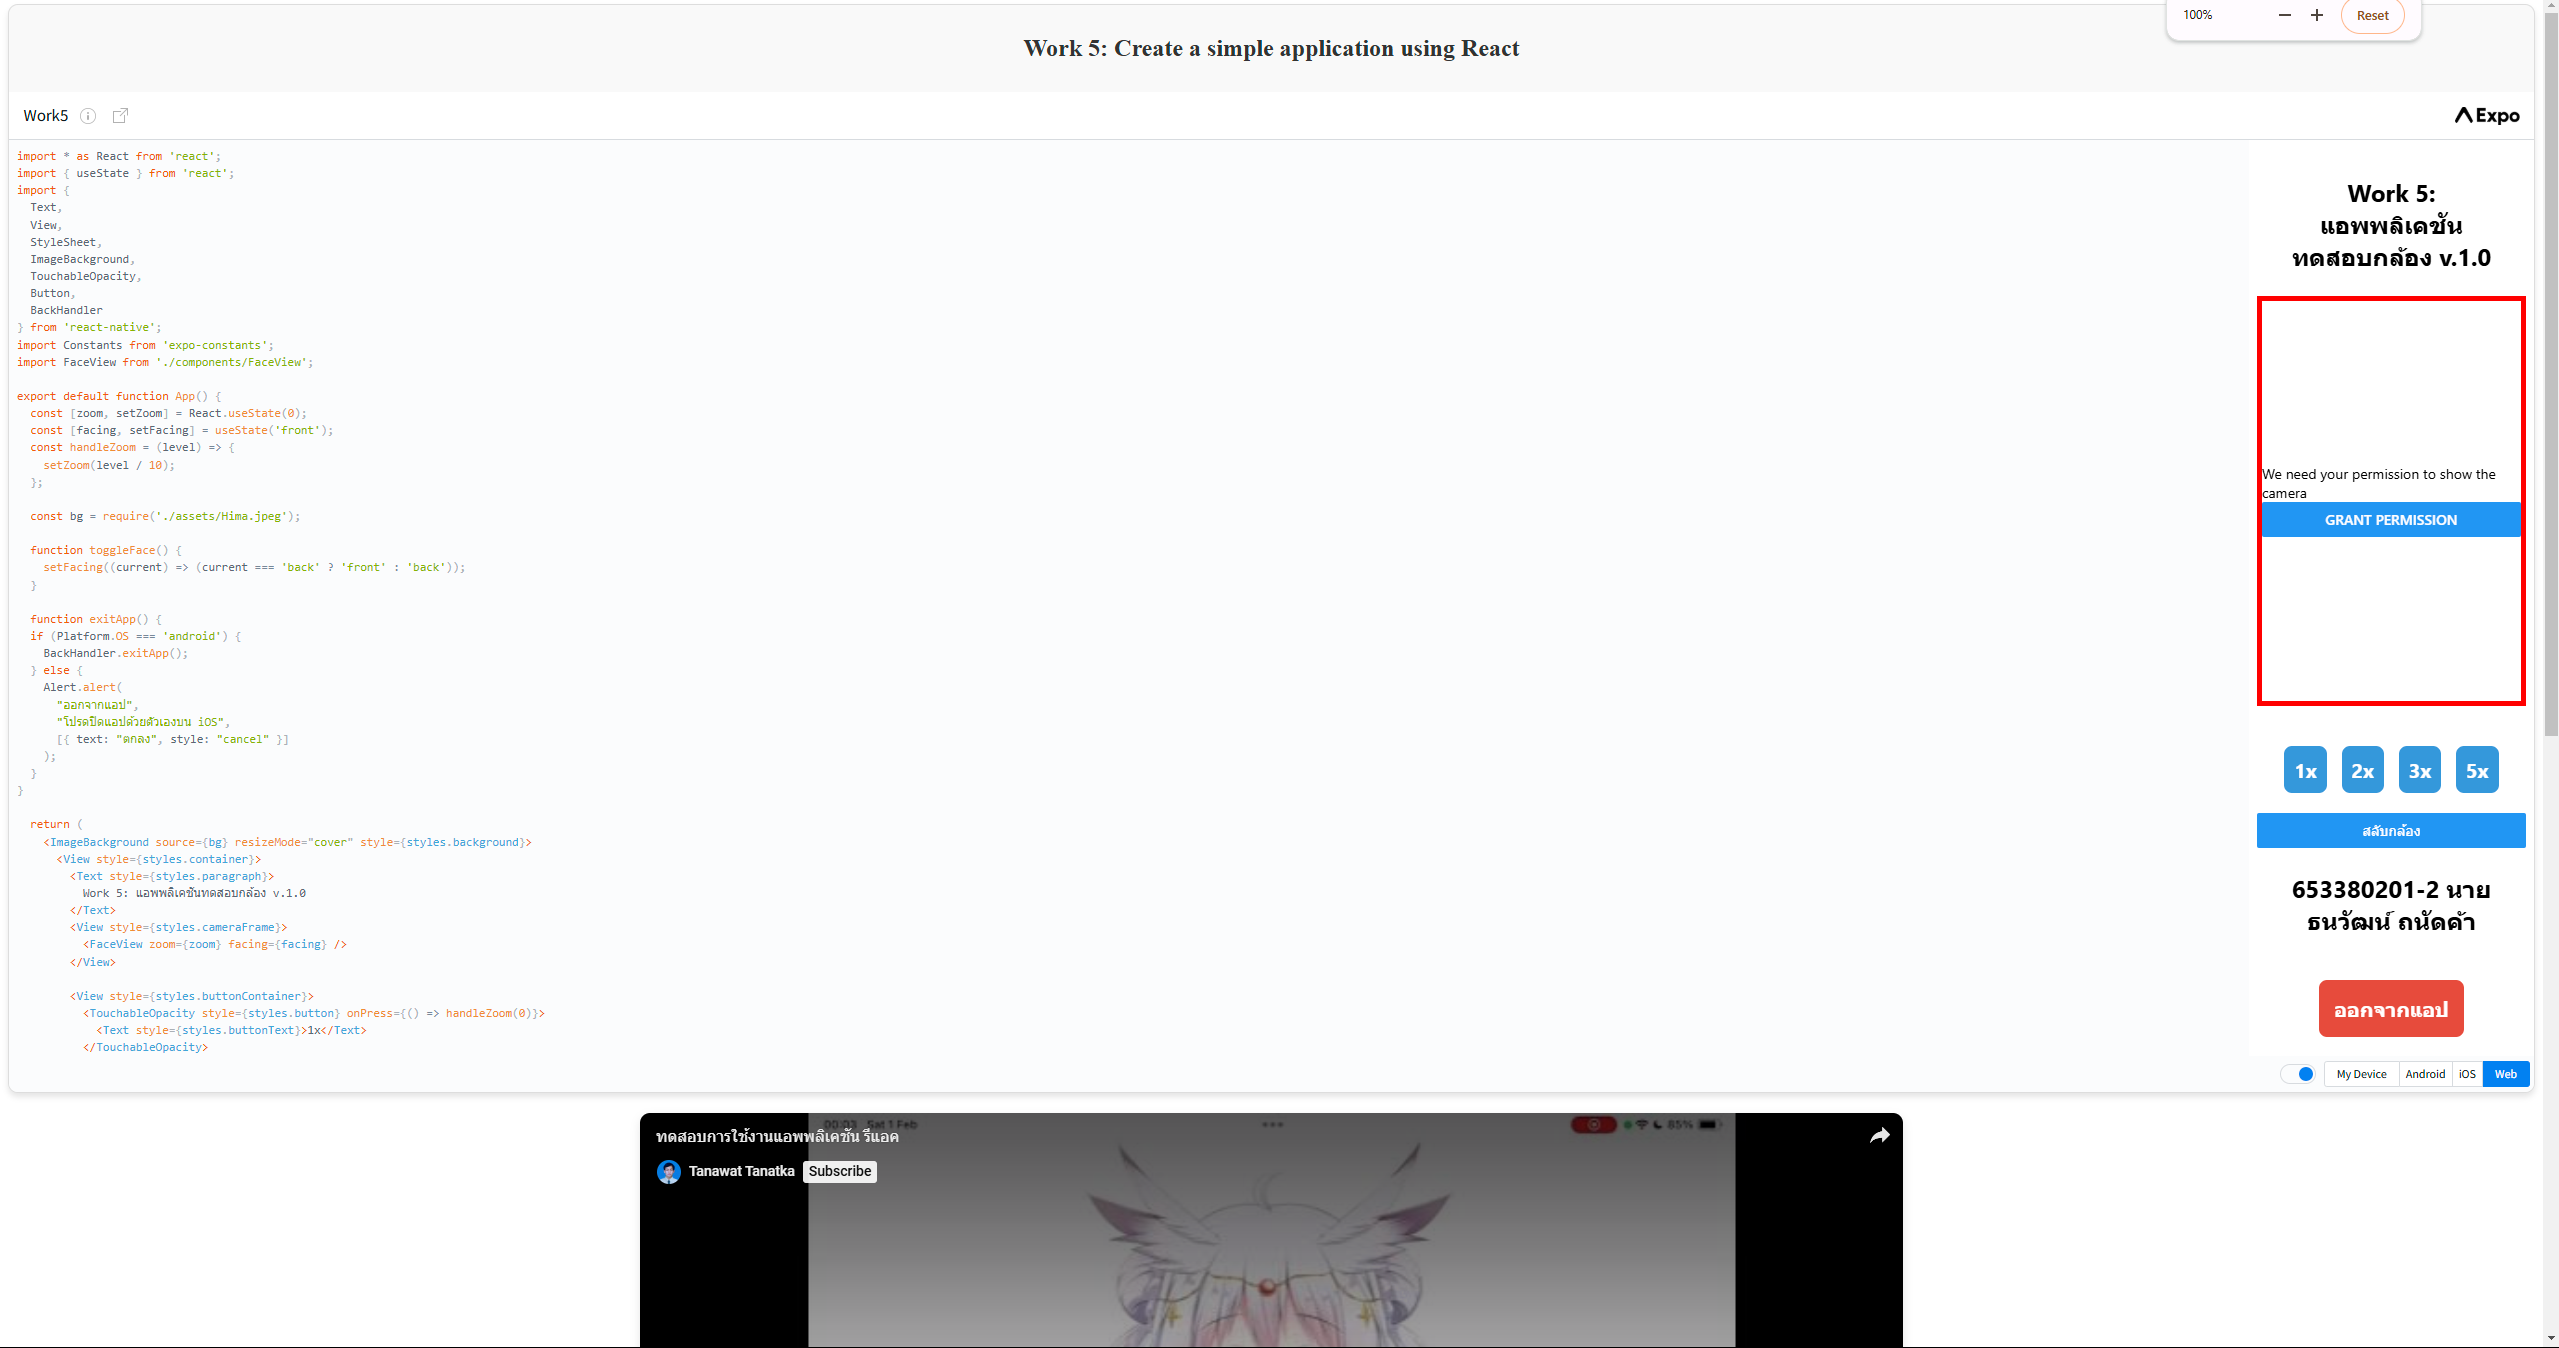 100%
Reset
Work 5: Create a simple application using React
Work5
Expo
import * as React from 'react';
import { useState } from 'react';
import {
Text,
View,
StyleSheet,
ImageBackground,
TouchableOpacity,
Button,
BackHandler
} from 'react-native';
import Constants from 'expo-constants';
import FaceView from './components/FaceView';
export default function App() {
const [zoom, setZoom] = React.useState(0);
const [facing, setFacing] = useState('front');
const handleZoom = (level) => {
setZoom(level / 10);
};
const bg = require('./assets/Hima.jpeg');
function toggleFace() {
setFacing((current) => (current === 'back' ? 'front' : 'back'));
}
function exitApp() {
if (Platform.OS === 'android') {
BackHandler.exitApp();
} else {
Alert.alert(
"ออกจากแอป",
"โปรดปิดแอปด้วยตัวเองบน iOS",
[{ text: "ตกลง", style: "cancel" }]
);
}
}
return (
<ImageBackground source={bg} resizeMode="cover" style={styles.background}>
<View style={styles.container}>
<Text style={styles.paragraph}>
Work 5: แอพพลิเคชันทดสอบกล้อง v.1.0
</Text>
<View style={styles.cameraFrame}>
<FaceView zoom={zoom} facing={facing} />
</View>
<View style={styles.buttonContainer}>
<TouchableOpacity style={styles.button} onPress={() => handleZoom(0)}>
<Text style={styles.buttonText}>1x</Text>
</TouchableOpacity>
Work 5:
แอพพลิเคชัน
ทดสอบกล้อง v.1.0
We need your permission to show the
camera
GRANT PERMISSION
1x 2x 3x 5x
สลับกล้อง
653380201-2 นาย
ธนวัฒน์ ถนัดค้า
ออกจากแอป
My Device Android iOS Web
00:03 Sat 1 Feb
85%
ทดสอบการใช้งานแอพพลิเคชัน รีแอค
Tanawat Tanatka Subscribe